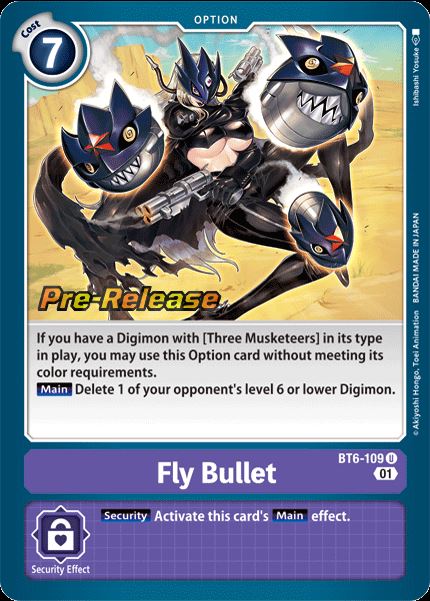 OPTION
Cost
7
Ishibashi Yosuke
Pre-Release
If you have a Digimon with [Three Musketeers] in its type
in play, you may use this Option card without meeting its
color requirements.
Main Delete 1 of your opponent's level 6 or lower Digimon.
©Akiyoshi Hongo, Toei Animation BANDAI MADE IN JAPAN
BT6-109 U
01
Fly Bullet
Security Activate this card's Main effect.
Security Effect